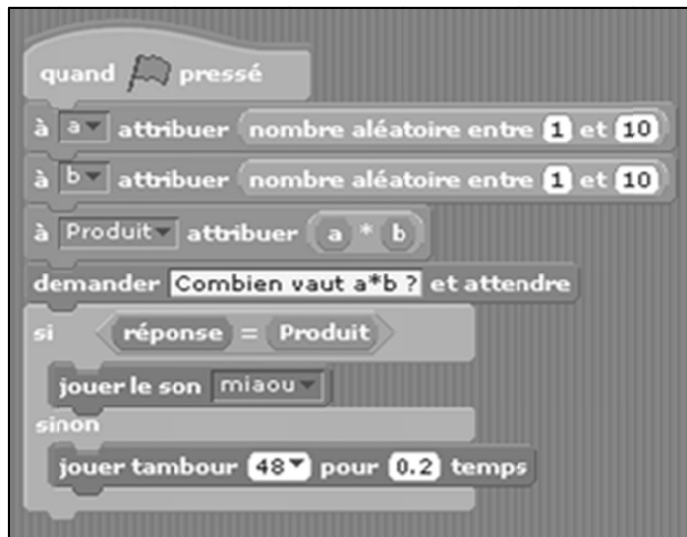 quand pressé
à a attribuer nombre aléatoire entre 1 et 10
à b attribuer nombre aléatoire entre 1 et 10
à Produit attribuer a * b
demander Combien vaut a*b ? et attendre
si réponse = Produit
jouer le son miaou
sinon
jouer tambour 48 pour 0.2 temps